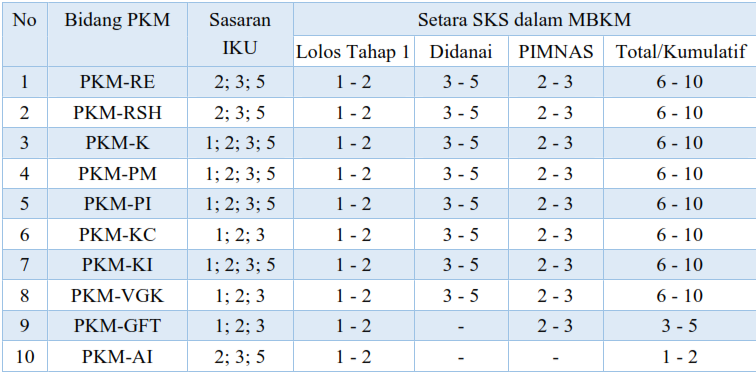 No Bidang PKM Sasaran IKU Setara SKS dalam MBKM
Lolos Tahap 1 Didanai PIMNAS Total/Kumulatif
1 PKM-RE 2; 3; 5 1 - 2 3 - 5 2 - 3 6 - 10
2 PKM-RSH 2; 3; 5 1 - 2 3 - 5 2 - 3 6 - 10
3 PKM-K 1; 2; 3; 5 1 - 2 3 - 5 2 - 3 6 - 10
4 PKM-PM 1; 2; 3; 5 1 - 2 3 - 5 2 - 3 6 - 10
5 PKM-PI 1; 2; 3; 5 1 - 2 3 - 5 2 - 3 6 - 10
6 PKM-KC 1; 2; 3 1 - 2 3 - 5 2 - 3 6 - 10
7 PKM-KI 1; 2; 3; 5 1 - 2 3 - 5 2 - 3 6 - 10
8 PKM-VGK 1; 2; 3 1 - 2 3 - 5 2 - 3 6 - 10
9 PKM-GFT 1; 2; 3 1 - 2 - 2 - 3 3 - 5
10 PKM-AI 2; 3; 5 1 - 2 - - 1 - 2